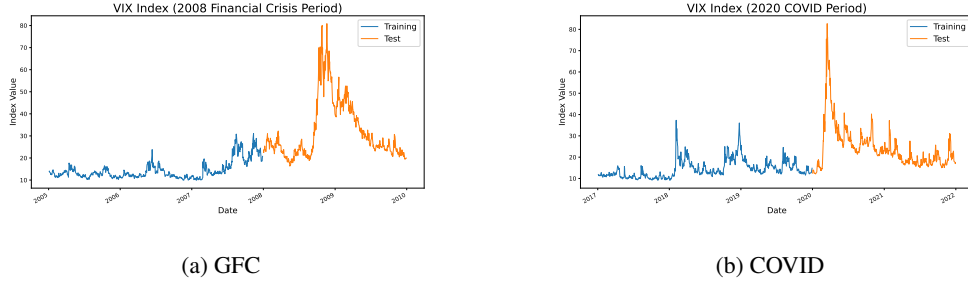 VIX Index (2008 Financial Crisis Period)
Training
Test
Index Value
80
70
60
50
40
30
20
10
2005
2006
2007
2008
2009
2010
Date
(a) GFC
VIX Index (2020 COVID Period)
Training
Test
Index Value
80
70
60
50
40
30
20
10
2017
2018
2019
2020
2021
2022
Date
(b) COVID